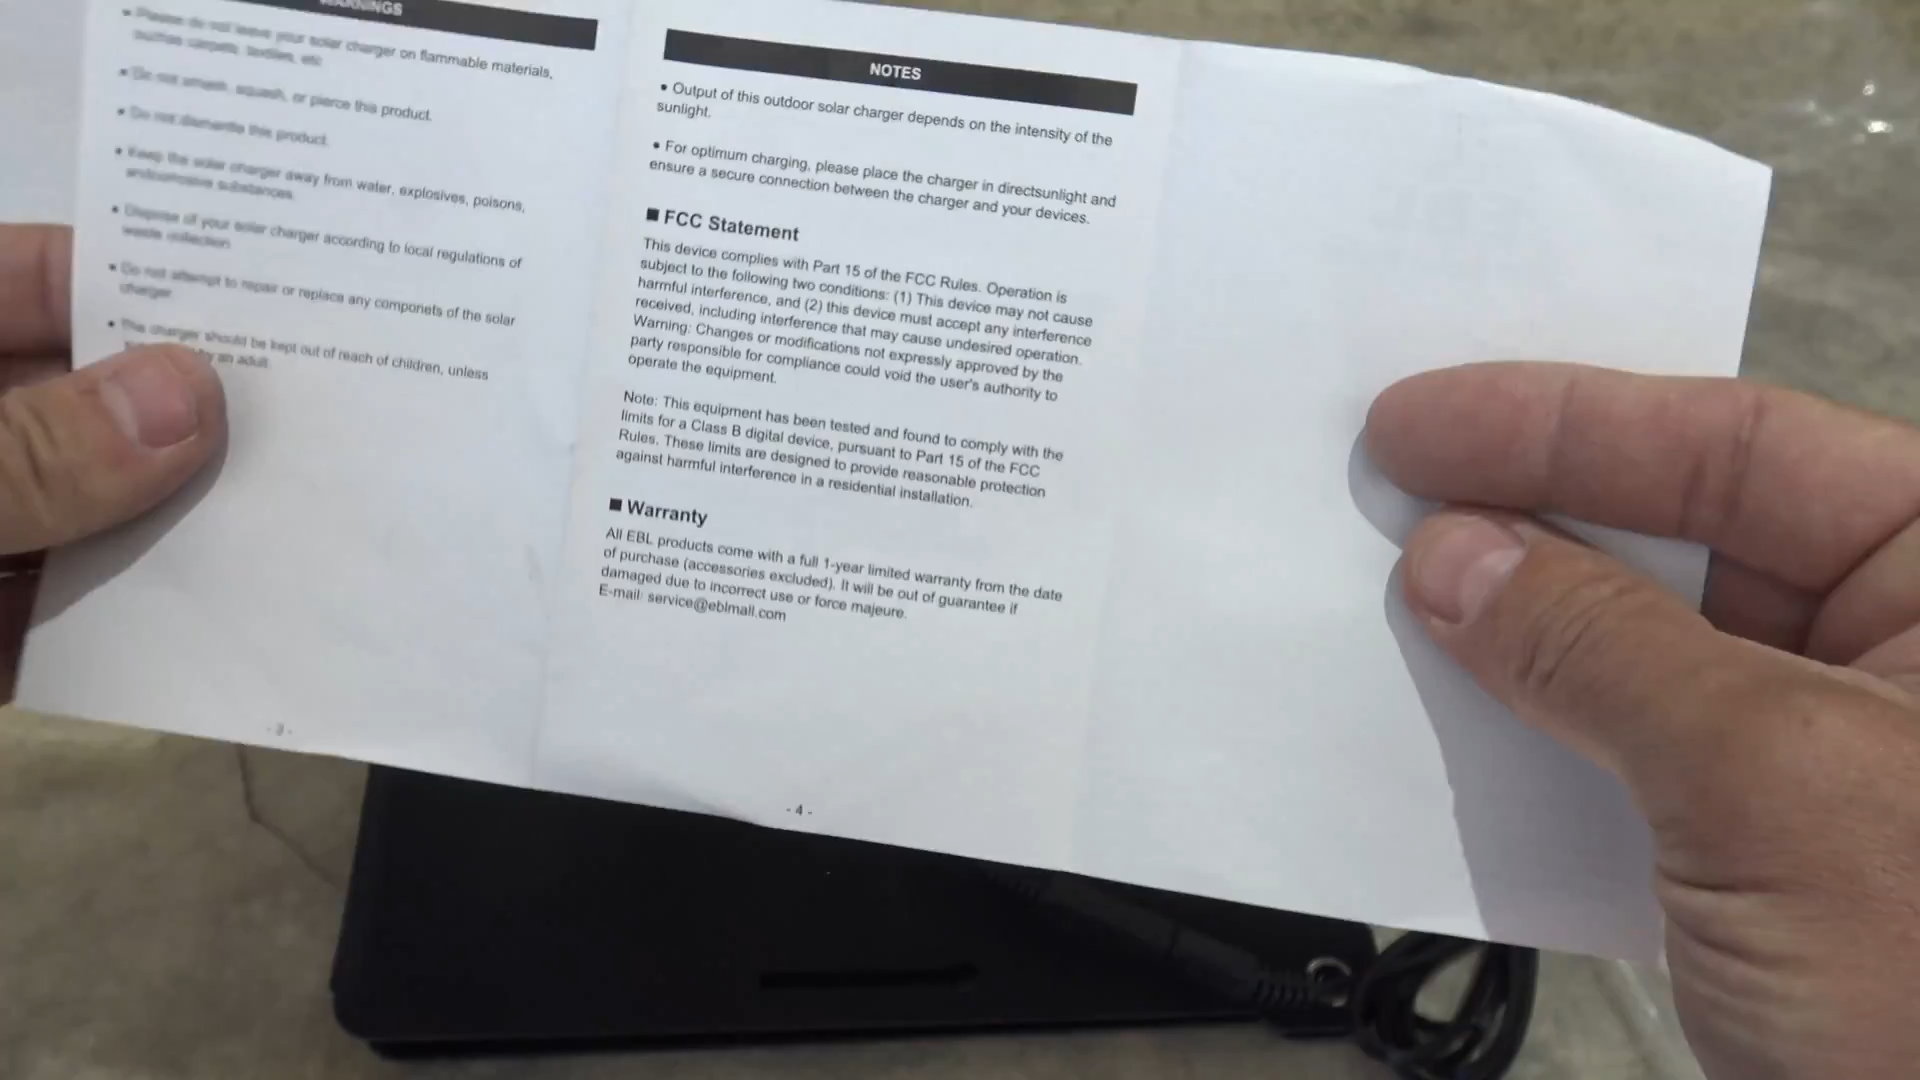 WARNINGS
• Please do not leave your solar charger on flammable materials,
suchas carpets, textiles, etc
• Do not smash, squash, or pierce this product.
• Do not dismantle this product.
• Keep the solar charger away from water, explosives, poisons,
andcorrosive substances.
• Dispose of your solar charger according to local regulations of
waste collection
• Do not attempt to repair or replace any componets of the solar
charger.
• The charger should be kept out of reach of children, unless
by an adult.
- 3 -
NOTES
• Output of this outdoor solar charger depends on the intensity of the
sunlight.
• For optimum charging, please place the charger in directsunlight and
ensure a secure connection between the charger and your devices.
■ FCC Statement
This device complies with Part 15 of the FCC Rules. Operation is
subject to the following two conditions: (1) This device may not cause
harmful interference, and (2) this device must accept any interference
received, including interference that may cause undesired operation.
Warning: Changes or modifications not expressly approved by the
party responsible for compliance could void the user's authority to
operate the equipment.
Note: This equipment has been tested and found to comply with the
limits for a Class B digital device, pursuant to Part 15 of the FCC
Rules. These limits are designed to provide reasonable protection
against harmful interference in a residential installation.
■ Warranty
All EBL products come with a full 1-year limited warranty from the date
of purchase (accessories excluded). It will be out of guarantee if
damaged due to incorrect use or force majeure.
E-mail: service@eblmall.com
- 4 -